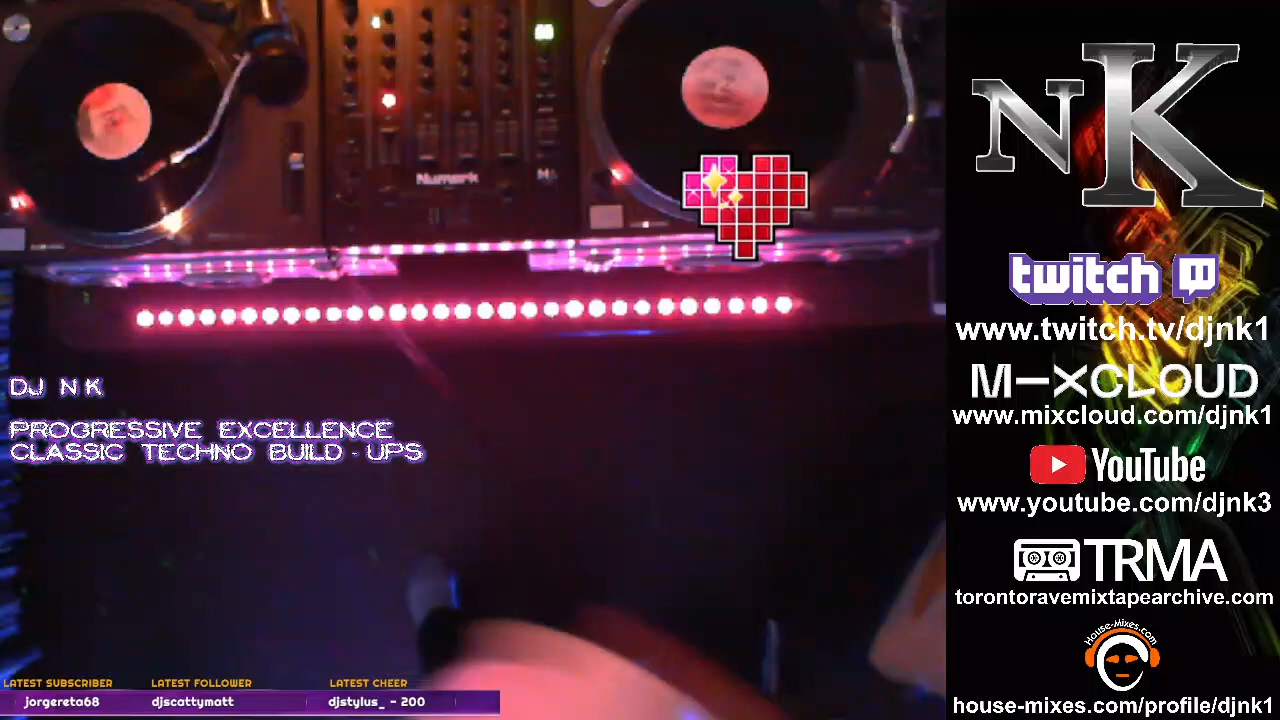 Numark
DJ NK
PROGRESSIVE EXCELLENCE
CLASSIC TECHNO BUILD-UPS
LATEST SUBSCRIBER
jorgereta68
LATEST FOLLOWER
djscattymatt
LATEST CHEER
djstylus_ - 200
NK
twitch
www.twitch.tv/djnk1
M-XCLOUD
www.mixcloud.com/djnk1
YouTube
www.youtube.com/djnk3
TRMA
torontoravemixtapearchive.com
House-Mixes.com
house-mixes.com/profile/djnk1